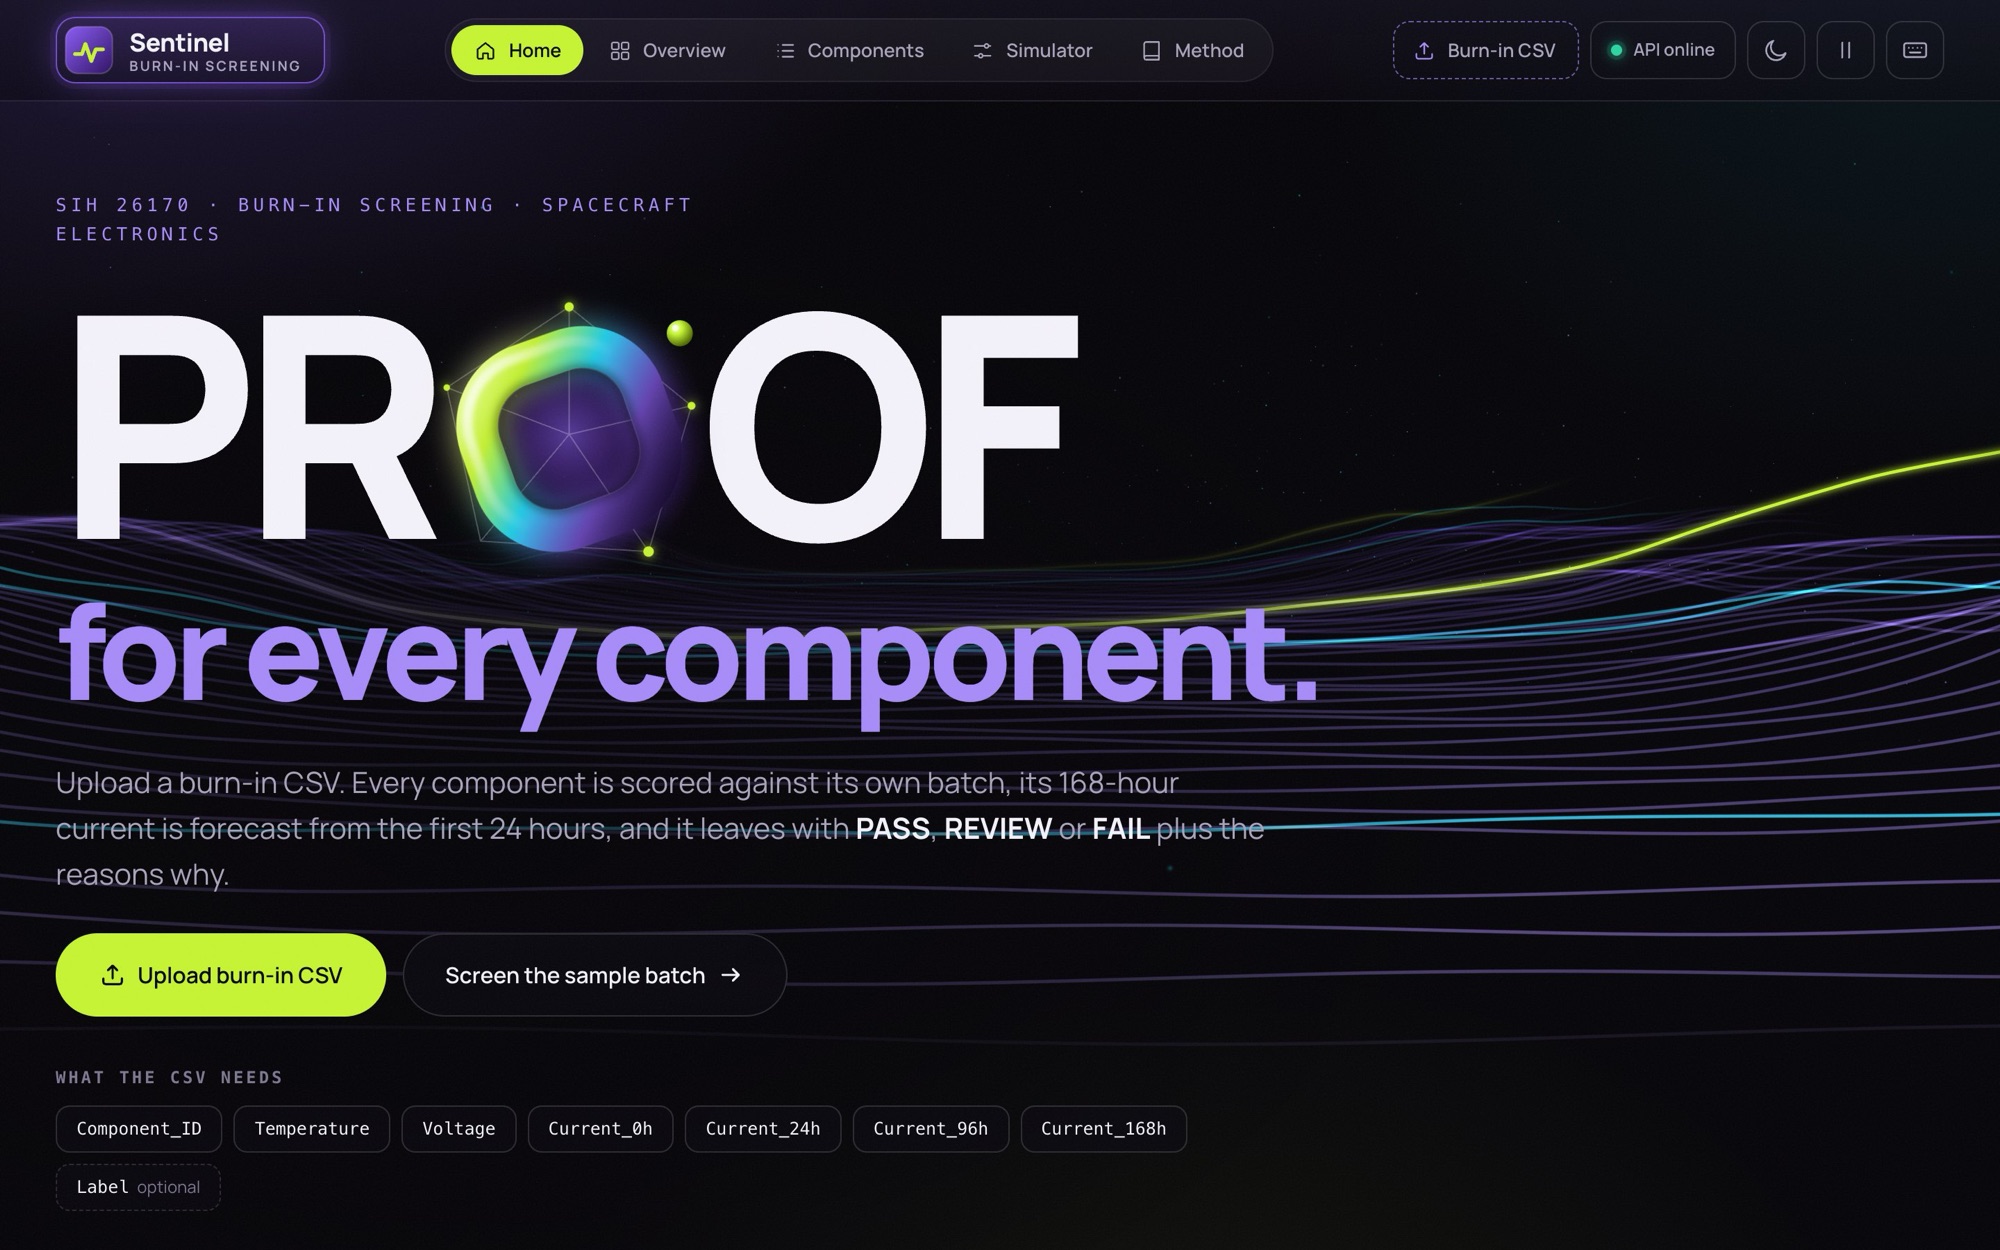 Sentinel
BURN-IN SCREENING
Home
Overview
Components
Simulator
Method
Burn-in CSV
API online
SIH 26170 · BURN–IN SCREENING · SPACECRAFT
ELECTRONICS
PROOF
for every component.
Upload a burn-in CSV. Every component is scored against its own batch, its 168-hour
current is forecast from the first 24 hours, and it leaves with PASS, REVIEW or FAIL plus the
reasons why.
Upload burn-in CSV
Screen the sample batch →
WHAT THE CSV NEEDS
Component_ID
Temperature
Voltage
Current_0h
Current_24h
Current_96h
Current_168h
Label optional